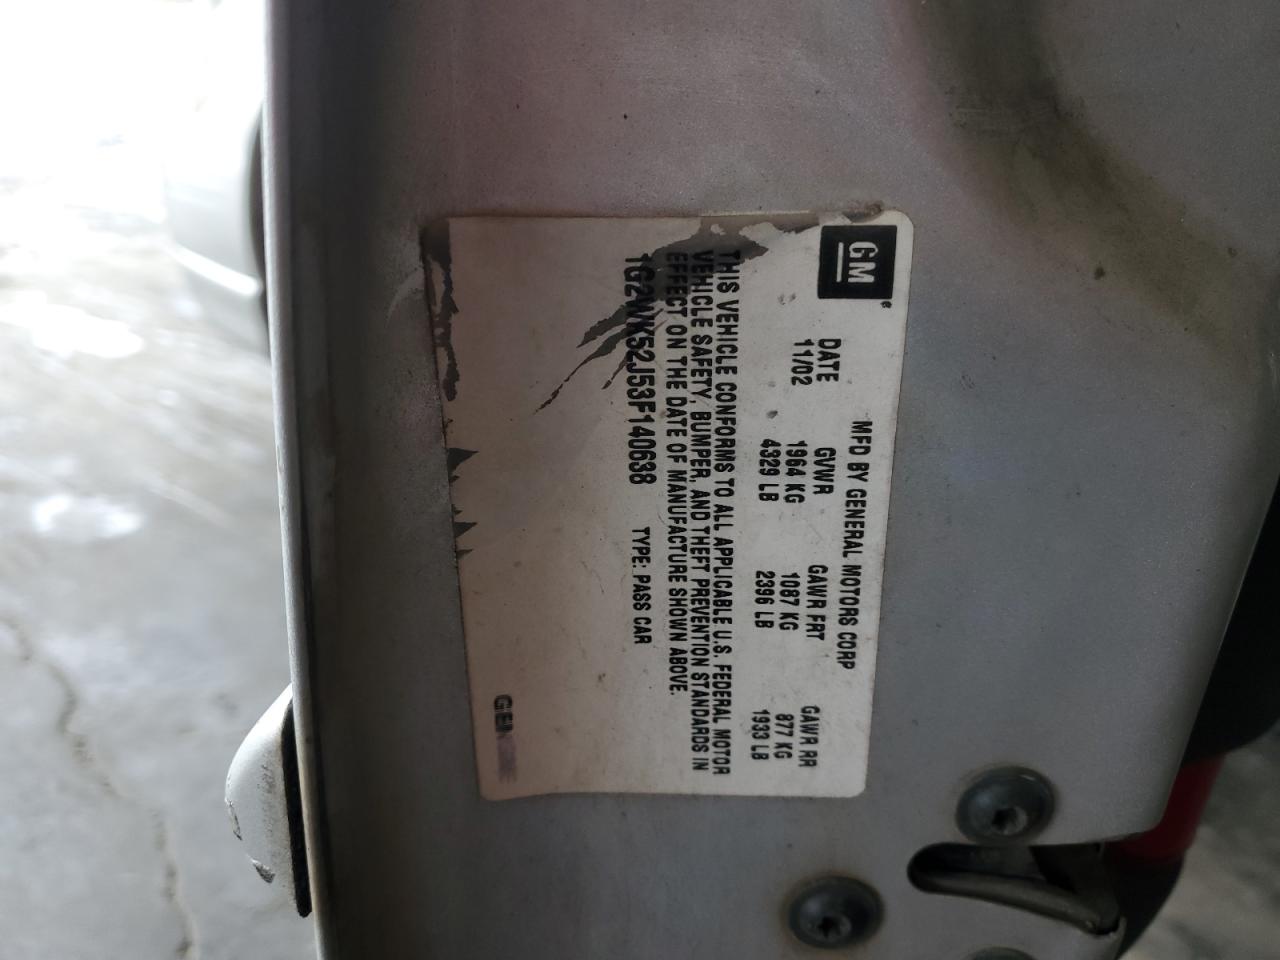 GM
MFD BY GENERAL MOTORS CORP
DATE GVWR GAWR FRT GAWR RR
11/02 1964 KG 1087 KG 877 KG
4329 LB 2396 LB 1933 LB
THIS VEHICLE CONFORMS TO ALL APPLICABLE U.S. FEDERAL MOTOR
VEHICLE SAFETY, BUMPER, AND THEFT PREVENTION STANDARDS IN
EFFECT ON THE DATE OF MANUFACTURE SHOWN ABOVE.
1G2WK52J53F140638 TYPE: PASS CAR